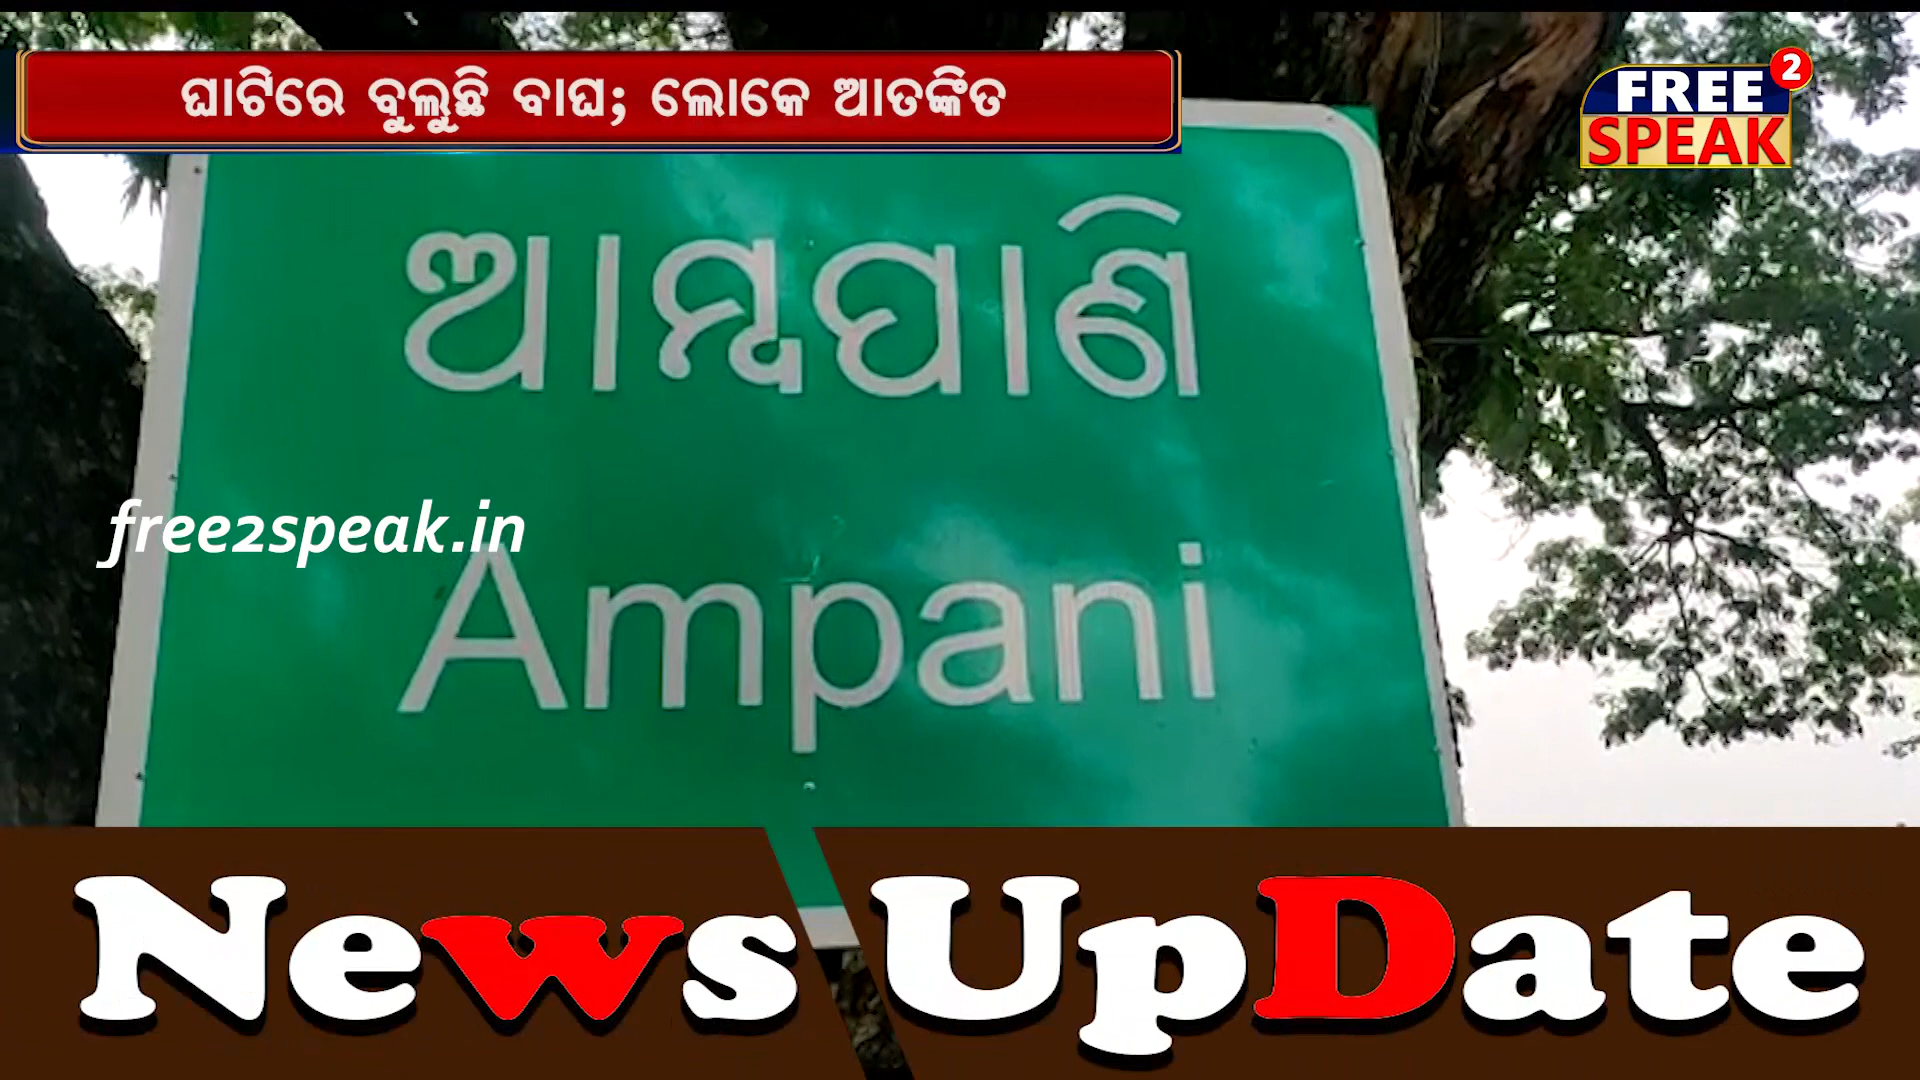 ଘାଟିରେ ବୁଲୁଛି ବାଘ; ଲୋକେ ଆତଙ୍କିତ
FREE 2
SPEAK
ଆମ୍ବପାଣି
free2speak.in
Ampani
News UpDate